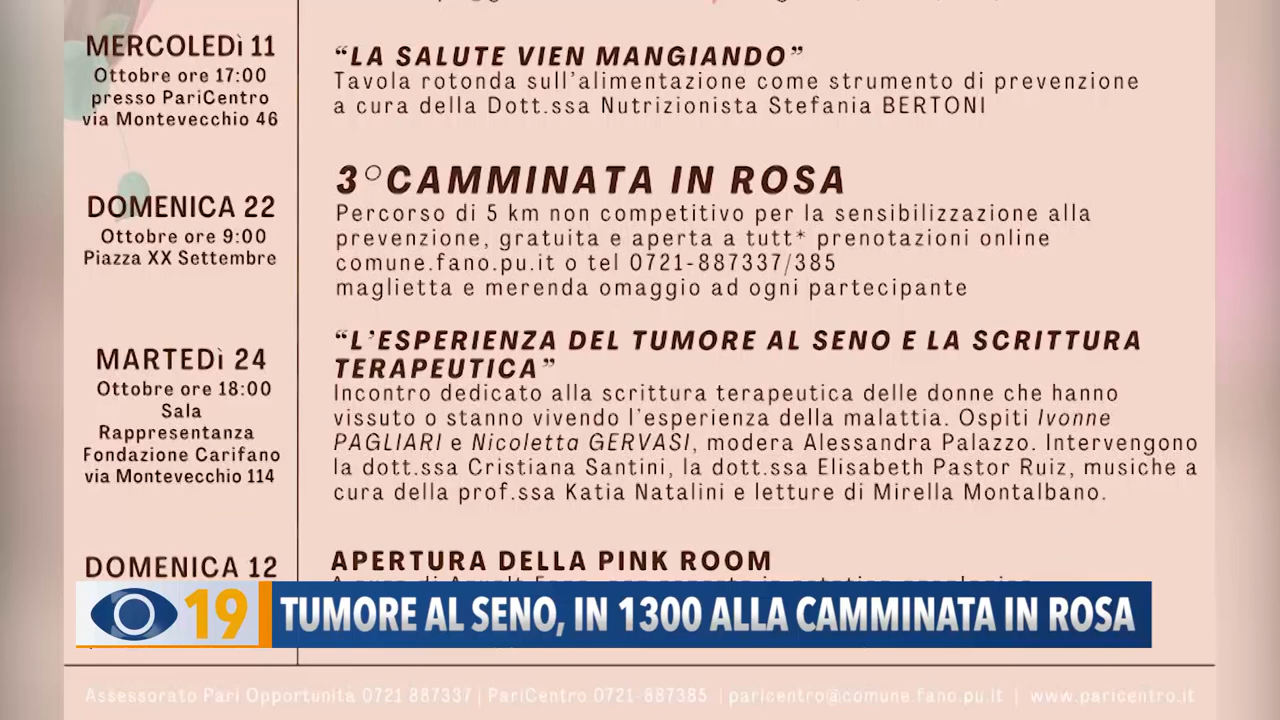 MERCOLEDì 11
Ottobre ore 17:00
presso PariCentro
via Montevecchio 46
“LA SALUTE VIEN MANGIANDO”
Tavola rotonda sull’alimentazione come strumento di prevenzione
a cura della Dott.ssa Nutrizionista Stefania BERTONI
DOMENICA 22
Ottobre ore 9:00
Piazza XX Settembre
3°CAMMINATA IN ROSA
Percorso di 5 km non competitivo per la sensibilizzazione alla
prevenzione, gratuita e aperta a tutt* prenotazioni online
comune.fano.pu.it o tel 0721-887337/385
maglietta e merenda omaggio ad ogni partecipante
MARTEDì 24
Ottobre ore 18:00
Sala
Rappresentanza
Fondazione Carifano
via Montevecchio 114
“L’ESPERIENZA DEL TUMORE AL SENO E LA SCRITTURA
TERAPEUTICA”
Incontro dedicato alla scrittura terapeutica delle donne che hanno
vissuto o stanno vivendo l’esperienza della malattia. Ospiti Ivonne
PAGLIARI e Nicoletta GERVASI, modera Alessandra Palazzo. Intervengono
la dott.ssa Cristiana Santini, la dott.ssa Elisabeth Pastor Ruiz, musiche a
cura della prof.ssa Katia Natalini e letture di Mirella Montalbano.
DOMENICA 12
APERTURA DELLA PINK ROOM
19
TUMORE AL SENO, IN 1300 ALLA CAMMINATA IN ROSA
Assessorato Pari Opportunità 0721 887337 | PariCentro 0721-887385 | paricentro@comune.fano.pu.it | www.paricentro.it